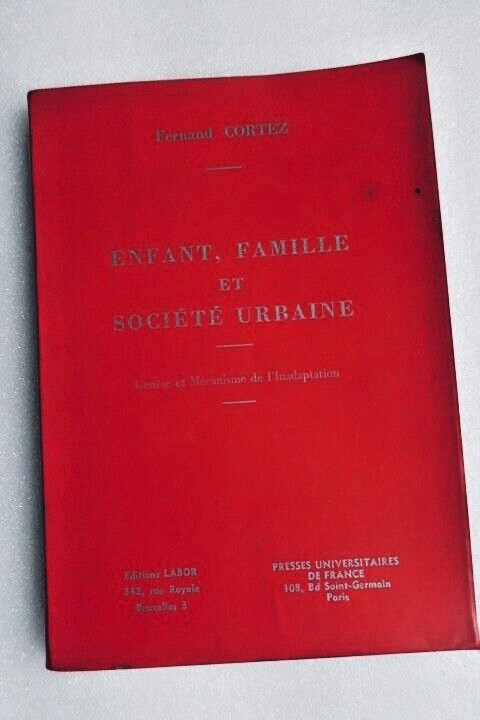 Fernand CORTEZ
ENFANT, FAMILLE
ET
SOCIÉTÉ URBAINE
Genèse et Mécanisme de l'Inadaptation
Editions LABOR
342, rue Royale
Bruxelles 3
PRESSES UNIVERSITAIRES
DE FRANCE
108, Bd Saint-Germain
Paris